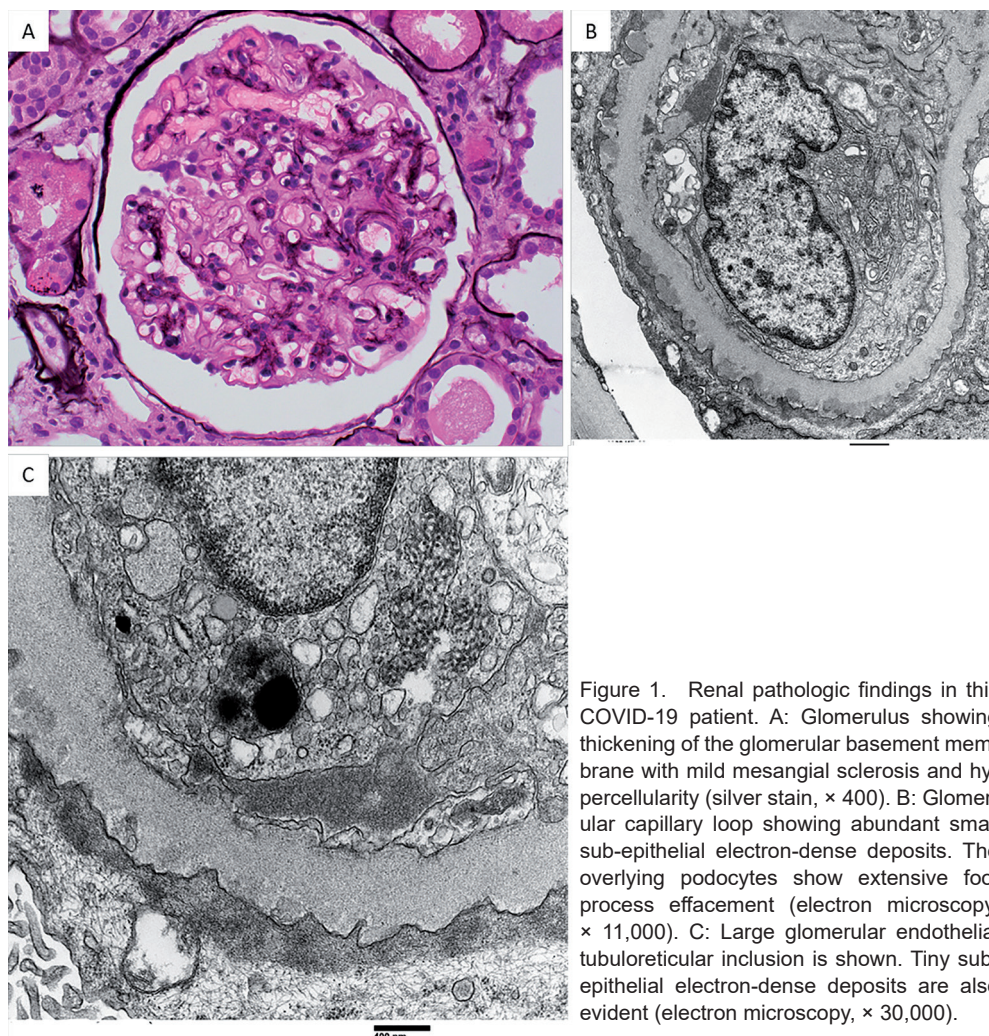 A
B
C
Figure 1. Renal pathologic findings in thi
COVID-19 patient. A: Glomerulus showing
thickening of the glomerular basement mem
brane with mild mesangial sclerosis and hy
percellularity (silver stain, × 400). B: Glomer
ular capillary loop showing abundant smal
sub-epithelial electron-dense deposits. The
overlying podocytes show extensive foo
process effacement (electron microscopy
× 11,000). C: Large glomerular endothelia
tubuloreticular inclusion is shown. Tiny sub
epithelial electron-dense deposits are also
evident (electron microscopy, × 30,000).